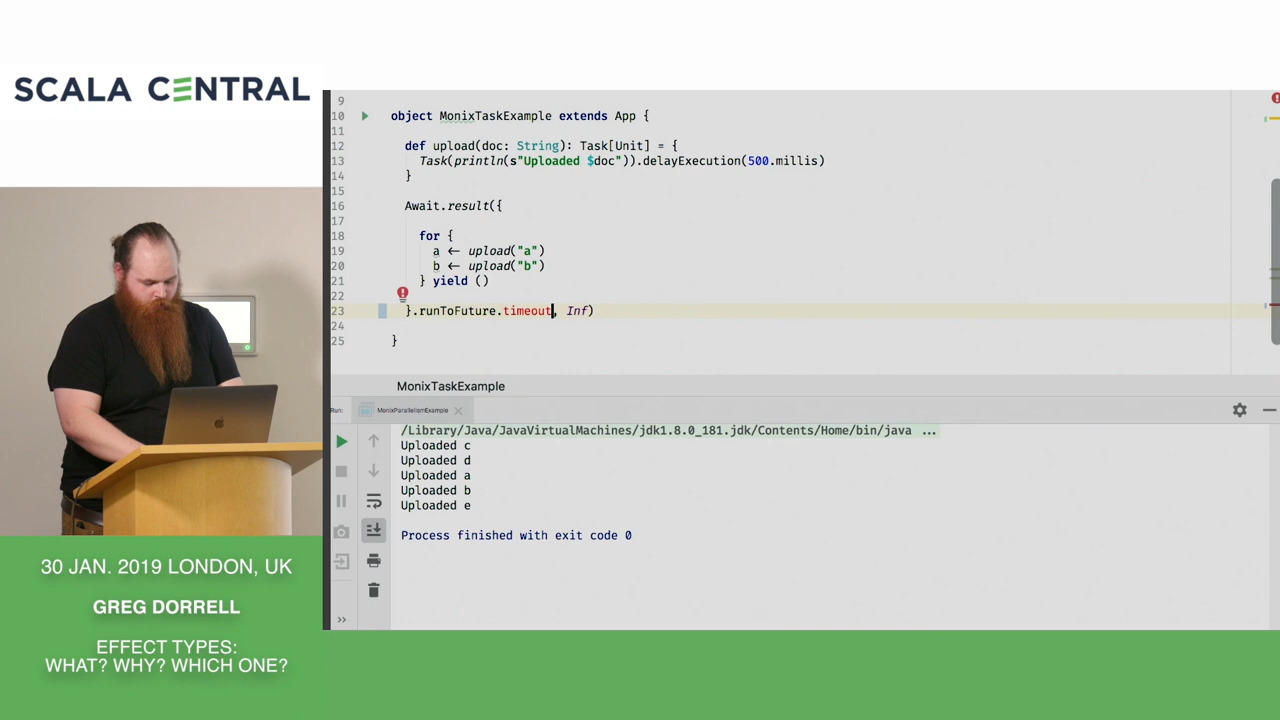 SCALA CENTRAL
9
10 object MonixTaskExample extends App {
11
12 def upload(doc: String): Task[Unit] = {
13 Task(println(s"Uploaded $doc")).delayExecution(500.millis)
14 }
15
16 Await.result({
17
18 for {
19 a ← upload("a")
20 b ← upload("b")
21 } yield ()
22
23 }.runToFuture.timeout, Inf)
24
25 }
MonixTaskExample
Run: MonixParallelismExample
/Library/Java/JavaVirtualMachines/jdk1.8.0_181.jdk/Contents/Home/bin/java ...
Uploaded c
Uploaded d
Uploaded a
Uploaded b
Uploaded e
Process finished with exit code 0
30 JAN. 2019 LONDON, UK
GREG DORRELL
EFFECT TYPES:
WHAT? WHY? WHICH ONE?